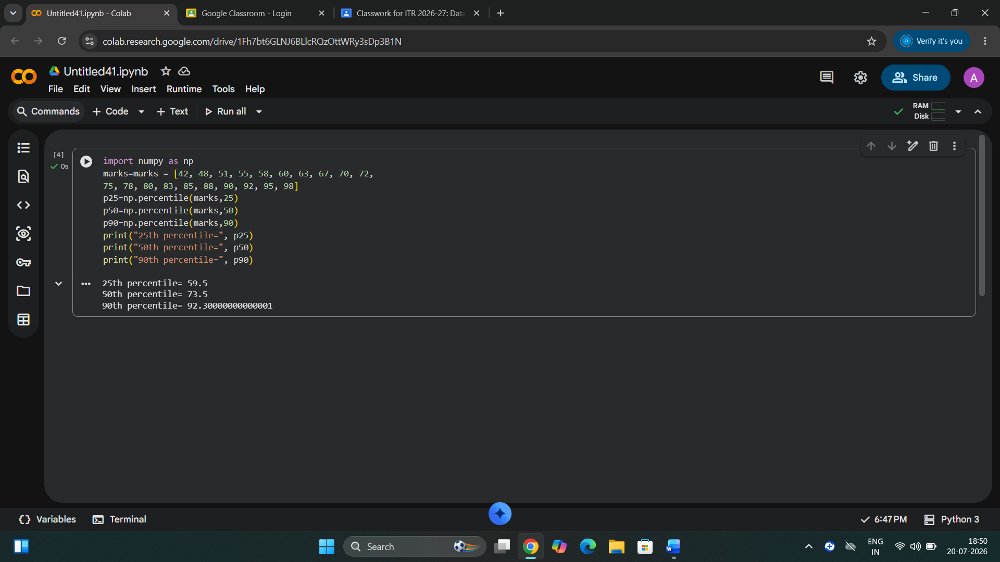 Untitled41.ipynb - Colab
Google Classroom - Login
Classwork for ITR 2026-27: Data
colab.research.google.com/drive/1Fh7bt6GLNJ6BLlcRQzOttWRy3sDp3B1N
a
Verify it's you
CO
Untitled41.ipynb
File Edit View Insert Runtime Tools Help
Share
A
Commands + Code + Text Run all
RAM
Disk
[4]
0s
import numpy as np
marks=marks = [42, 48, 51, 55, 58, 60, 63, 67, 70, 72,
75, 78, 80, 83, 85, 88, 90, 92, 95, 98]
p25=np.percentile(marks,25)
p50=np.percentile(marks,50)
p90=np.percentile(marks,90)
print("25th percentile=", p25)
print("50th percentile=", p50)
print("90th percentile=", p90)
25th percentile= 59.5
50th percentile= 73.5
90th percentile= 92.30000000000001
Variables Terminal
6:47 PM Python 3
Search
W
ENG
IN
18:50
20-07-2026